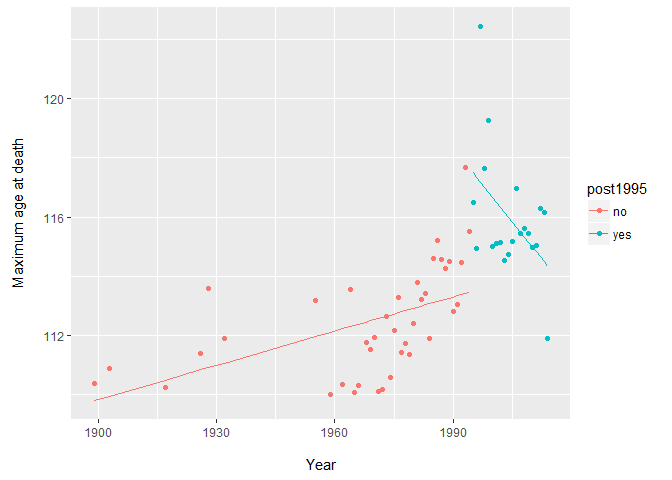 120
116
112
1900 1930 1960 1990
Year
Maximum age at death
post1995
no
yes